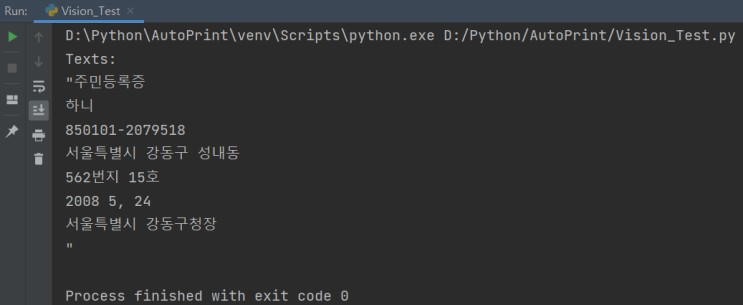 Run: Vision_Test ×
D:\Python\AutoPrint\venv\Scripts\python.exe D:/Python/AutoPrint/Vision_Test.py
Texts:
"주민등록증
하니
850101-2079518
서울특별시 강동구 성내동
562번지 15호
2008 5, 24
서울특별시 강동구청장
"
Process finished with exit code 0